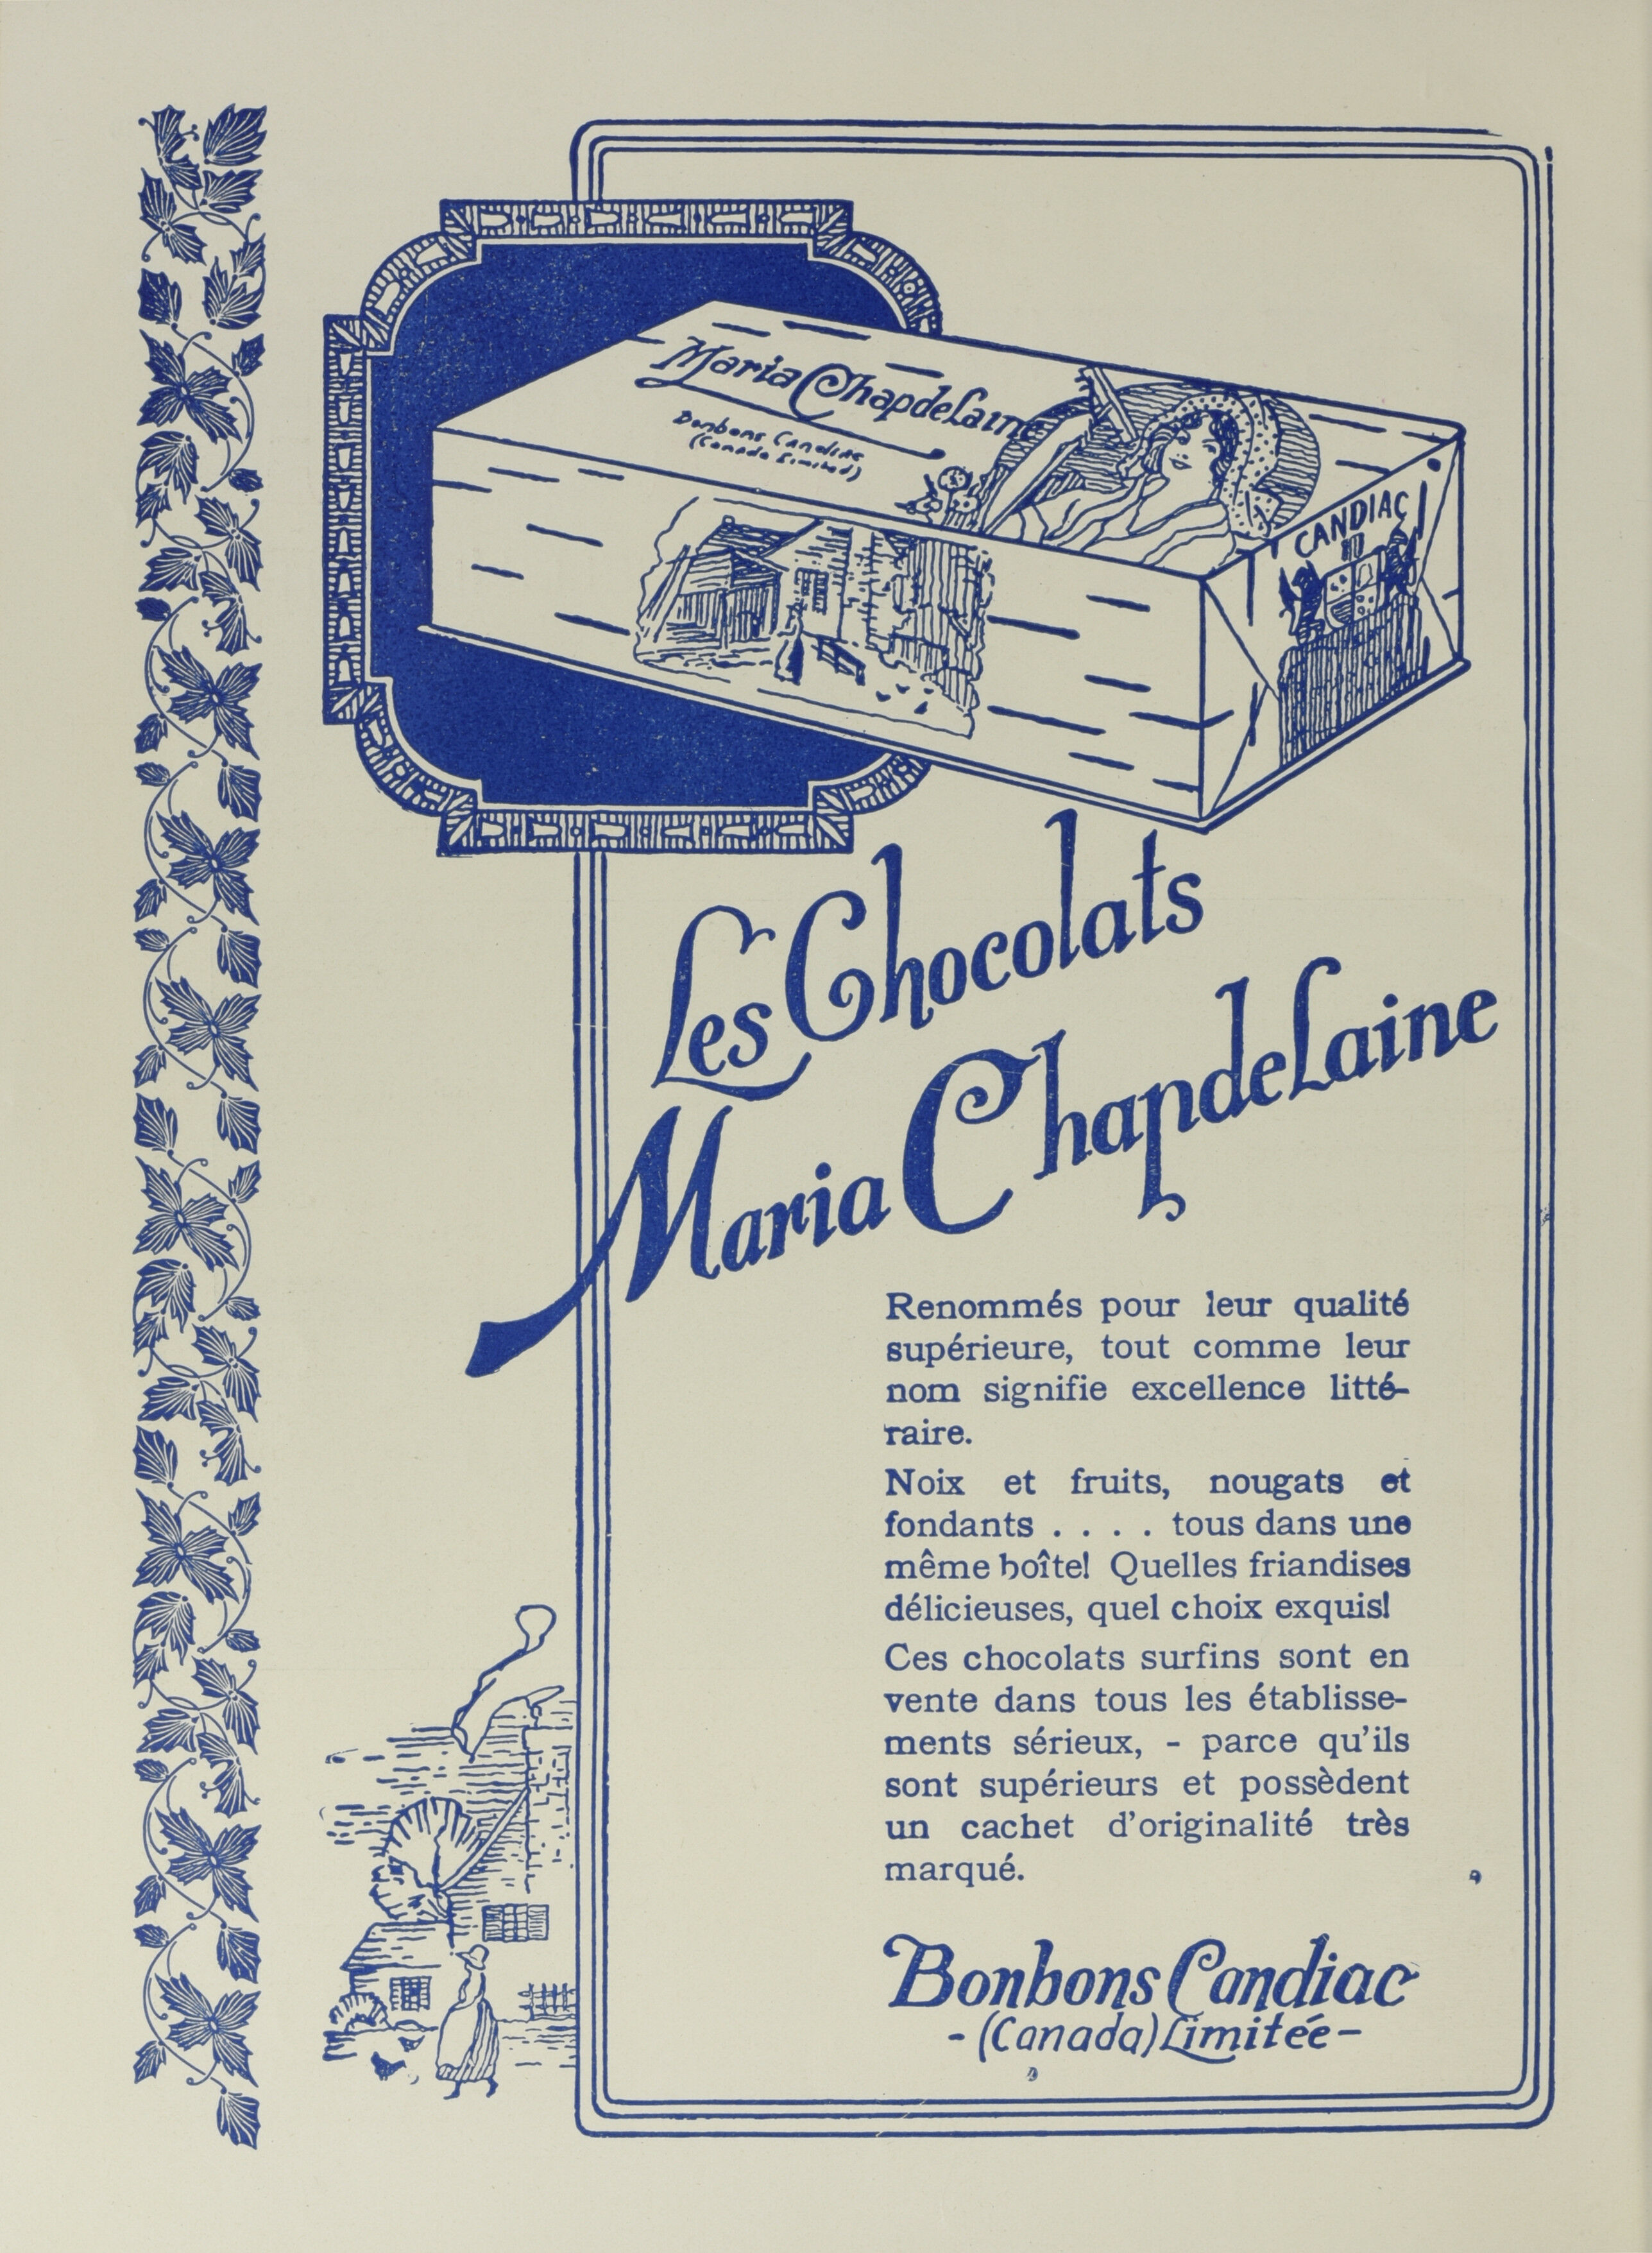 Maria ChapdeLaine
Bonbons Candiac
(Canada Limited)
CANDIAC
Les Chocolats
Maria ChapdeLaine
Renommés pour leur qualité
supérieure, tout comme leur
nom signifie excellence litté-
raire.
Noix et fruits, nougats et
fondants . . . . tous dans une
même boîte! Quelles friandises
délicieuses, quel choix exquis!
Ces chocolats surfins sont en
vente dans tous les établisse-
ments sérieux, - parce qu'ils
sont supérieurs et possèdent
un cachet d'originalité très
marqué.
Bonbons Candiac
- (Canada) Limitée -